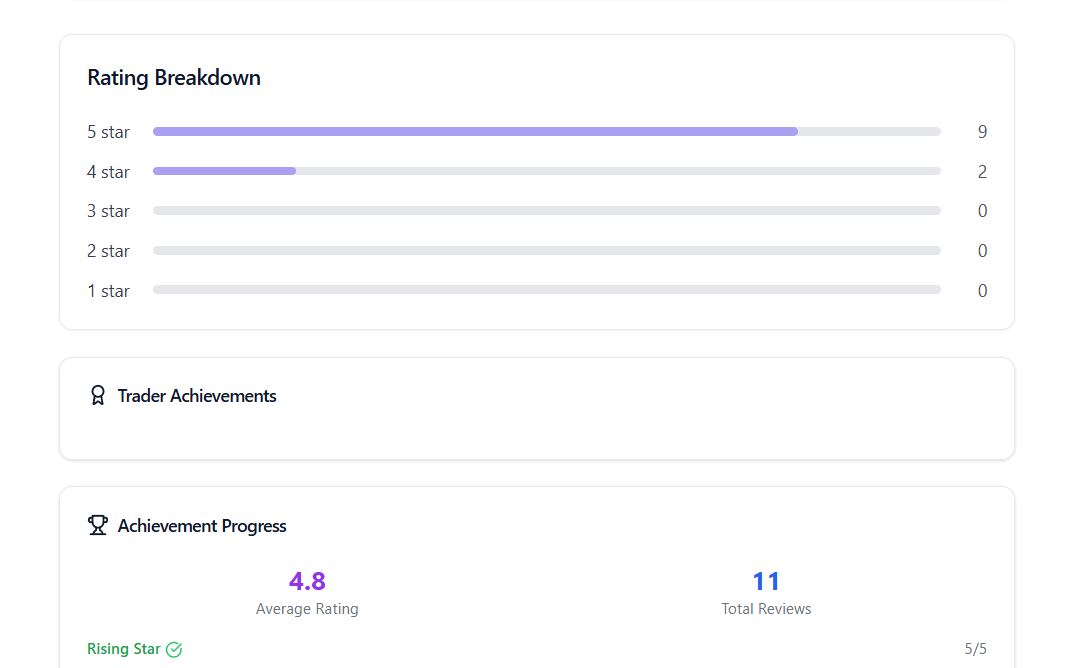 Rating Breakdown
5 star 9
4 star 2
3 star 0
2 star 0
1 star 0
Trader Achievements
Achievement Progress
4.8 11
Average Rating Total Reviews
Rising Star 5/5